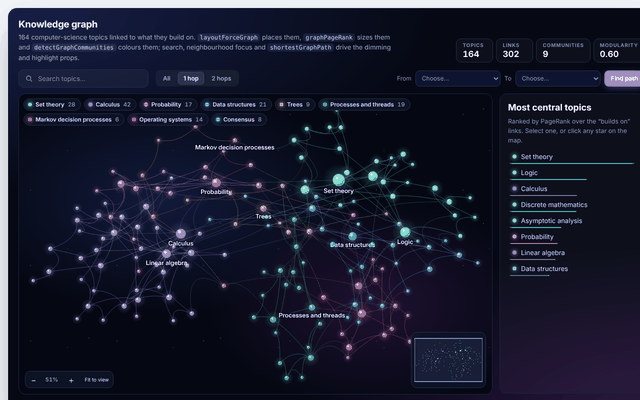 Knowledge graph
164 computer-science topics linked to what they build on. layoutForceGraph places them, graphPageRank sizes them
and detectGraphCommunities colours them; search, neighbourhood focus and shortestGraphPath drive the dimming
and highlight props.
TOPICS LINKS COMMUNITIES MODULARITY
164 302 9 0.60
Search topics... All 1 hop 2 hops From Choose... To Choose... Find path
Set theory 28 Calculus 42 Probability 17 Data structures 21 Trees 9 Processes and threads 19
Markov decision processes 6 Operating systems 14 Consensus 8
Markov decision processes
Probability
Set theory
Trees
Calculus
Data structures
Logic
Linear algebra
Processes and threads
− 51% + Fit to view
Most central topics
Ranked by PageRank over the "builds on"
links. Select one, or click any star on the
map.
Set theory
Logic
Calculus
Discrete mathematics
Asymptotic analysis
Probability
Linear algebra
Data structures